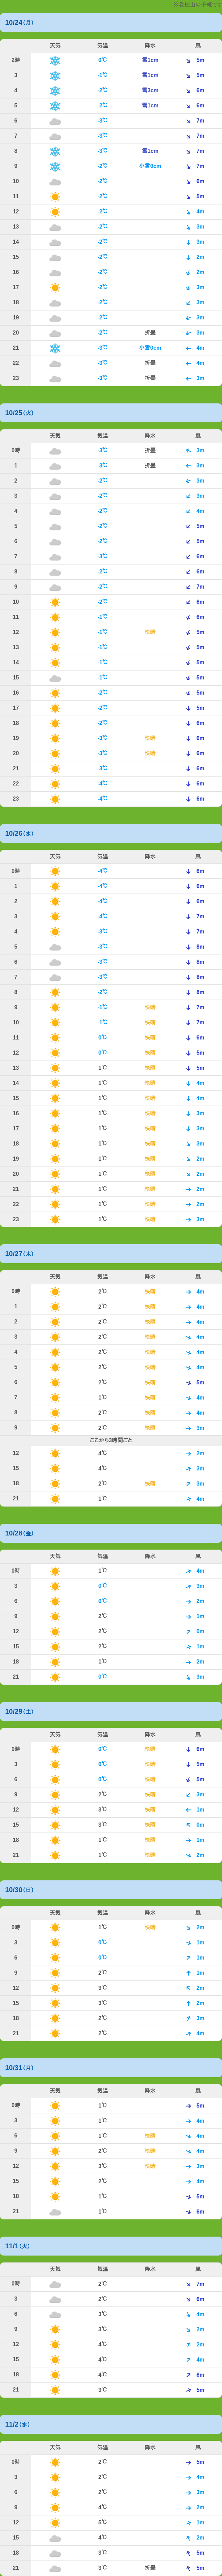 天蓋横山の予報です
10/24(月)
天気 気温 降水 風
2時 0℃ 雪1cm 5m
3 -1℃ 雪1cm 5m
4 -2℃ 雪3cm 6m
5 -2℃ 雪1cm 6m
6 -3℃ 7m
7 -3℃ 7m
8 -3℃ 雪1cm 7m
9 -2℃ 小雪0cm 7m
10 -2℃ 6m
11 -2℃ 5m
12 -2℃ 4m
13 -2℃ 3m
14 -2℃ 3m
15 -2℃ 2m
16 -2℃ 2m
17 -2℃ 3m
18 -2℃ 3m
19 -2℃ 3m
20 -2℃ 折曇 3m
21 -3℃ 小雪0cm 4m
22 -3℃ 折曇 4m
23 -3℃ 折曇 3m
10/25(火)
天気 気温 降水 風
0時 -3℃ 折曇 3m
1 -3℃ 折曇 3m
2 -3℃ 3m
3 -2℃ 3m
4 -2℃ 4m
5 -2℃ 5m
6 -2℃ 5m
7 -3℃ 6m
8 -2℃ 6m
9 -2℃ 7m
10 -2℃ 6m
11 -1℃ 6m
12 -1℃ 快晴 5m
13 -1℃ 5m
14 -1℃ 5m
15 -1℃ 5m
16 -2℃ 5m
17 -2℃ 5m
18 -2℃ 6m
19 -3℃ 快晴 6m
20 -3℃ 快晴 6m
21 -3℃ 6m
22 -4℃ 6m
23 -4℃ 6m
10/26(水)
天気 気温 降水 風
0時 -4℃ 6m
1 -4℃ 6m
2 -4℃ 6m
3 -4℃ 7m
4 -3℃ 7m
5 -3℃ 8m
6 -3℃ 8m
7 -3℃ 8m
8 -2℃ 8m
9 -1℃ 快晴 7m
10 -1℃ 快晴 7m
11 0℃ 快晴 6m
12 0℃ 快晴 5m
13 1℃ 快晴 5m
14 1℃ 快晴 4m
15 1℃ 快晴 4m
16 1℃ 快晴 3m
17 1℃ 快晴 3m
18 1℃ 快晴 3m
19 1℃ 快晴 2m
20 1℃ 快晴 2m
21 1℃ 快晴 2m
22 1℃ 快晴 2m
23 1℃ 快晴 3m
10/27(木)
天気 気温 降水 風
0時 2℃ 快晴 4m
1 2℃ 快晴 4m
2 2℃ 快晴 4m
3 2℃ 快晴 4m
4 2℃ 快晴 4m
5 2℃ 快晴 4m
6 2℃ 快晴 5m
7 1℃ 快晴 4m
8 2℃ 快晴 4m
9 2℃ 快晴 3m
ここから3時間ごと
12 4℃ 2m
15 4℃ 3m
18 2℃ 快晴 3m
21 1℃ 4m
10/28(金)
天気 気温 降水 風
0時 1℃ 4m
3 0℃ 3m
6 0℃ 2m
9 2℃ 1m
12 2℃ 0m
15 2℃ 1m
18 1℃ 2m
21 0℃ 3m
10/29(土)
天気 気温 降水 風
0時 0℃ 快晴 6m
3 0℃ 快晴 5m
6 0℃ 快晴 5m
9 2℃ 快晴 3m
12 3℃ 快晴 1m
15 3℃ 快晴 0m
18 1℃ 快晴 1m
21 1℃ 快晴 2m
10/30(日)
天気 気温 降水 風
0時 1℃ 快晴 2m
3 0℃ 1m
6 0℃ 1m
9 2℃ 1m
12 3℃ 2m
15 3℃ 2m
18 2℃ 3m
21 2℃ 4m
10/31(月)
天気 気温 降水 風
0時 1℃ 5m
3 1℃ 4m
6 1℃ 快晴 4m
9 2℃ 快晴 4m
12 3℃ 快晴 3m
15 2℃ 4m
18 1℃ 5m
21 1℃ 6m
11/1(火)
天気 気温 降水 風
0時 2℃ 7m
3 2℃ 6m
6 3℃ 4m
9 3℃ 2m
12 4℃ 2m
15 4℃ 4m
18 4℃ 6m
21 3℃ 5m
11/2(水)
天気 気温 降水 風
0時 2℃ 5m
3 2℃ 4m
6 2℃ 3m
9 4℃ 2m
12 5℃ 1m
15 4℃ 2m
18 3℃ 5m
21 3℃ 折曇 5m